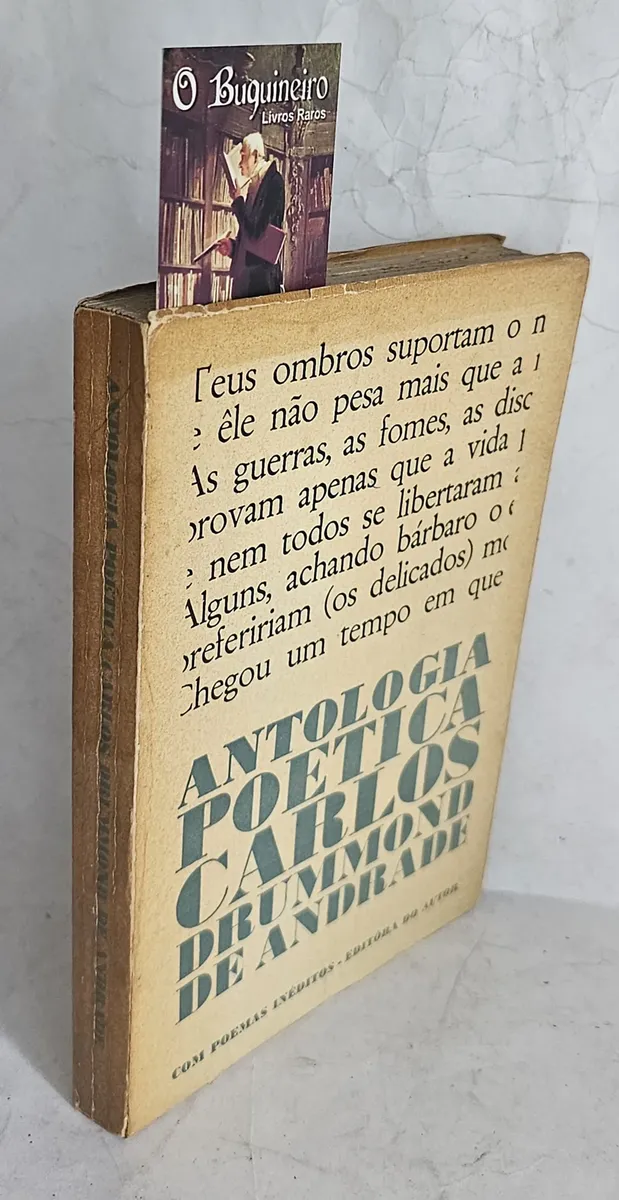 O Buquineiro
Livros Raros
Teus ombros suportam o
êle não pesa mais que a
As guerras, as fomes, as
provam apenas que a vida
nem todos se libertaram
Alguns, achando bárbaro o
prefeririam (os delicados)
Chegou um tempo em que
ANTOLOGIA
POETICA
CARLOS
DRUMMOND
DE ANDRADE
COM POEMAS INÉDITOS - EDITÔRA DO AUTOR
ANTOLOGIA POETICA CARLOS DRUMMOND DE ANDRADE